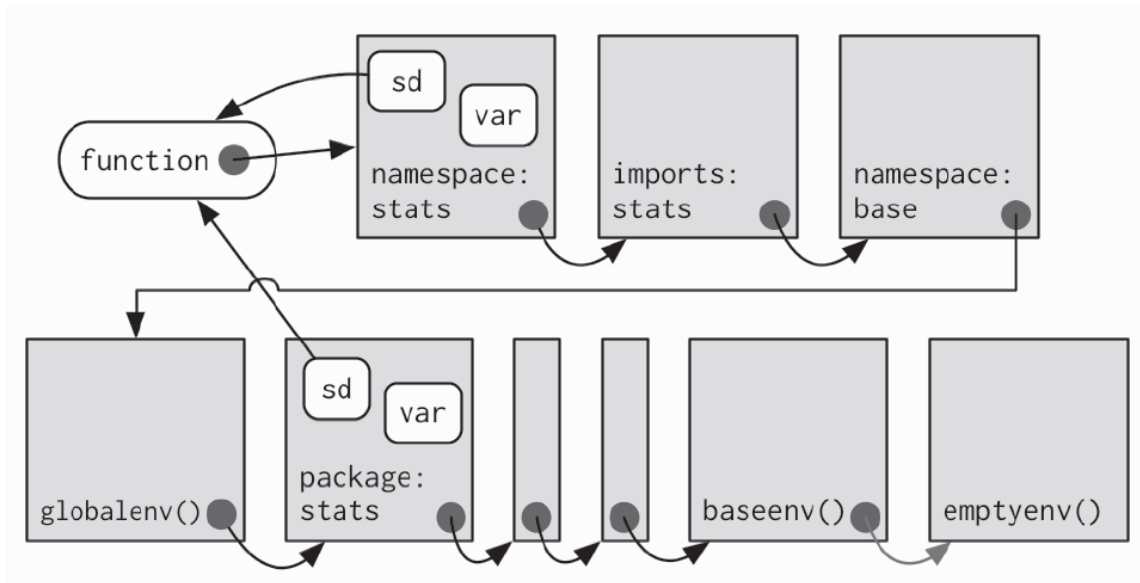 sd
var
function
namespace:
stats
imports:
stats
namespace:
base
sd
var
globalenv()
package:
stats
baseenv()
emptyenv()